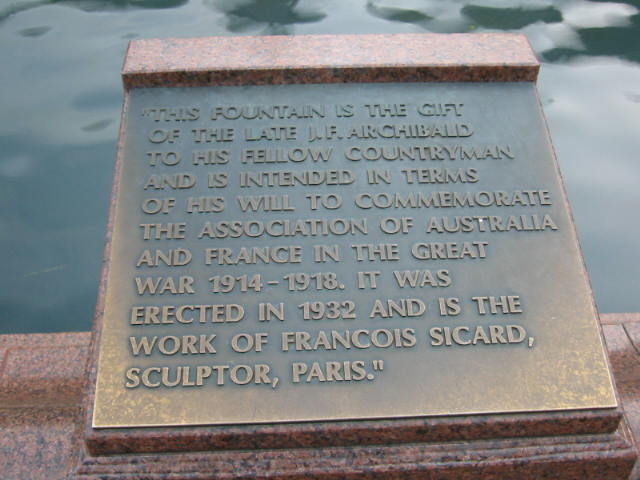 "THIS FOUNTAIN IS THE GIFT
OF THE LATE J.F. ARCHIBALD
TO HIS FELLOW COUNTRYMAN
AND IS INTENDED IN TERMS
OF HIS WILL TO COMMEMORATE
THE ASSOCIATION OF AUSTRALIA
AND FRANCE IN THE GREAT
WAR 1914-1918. IT WAS
ERECTED IN 1932 AND IS THE
WORK OF FRANCOIS SICARD,
SCULPTOR, PARIS."